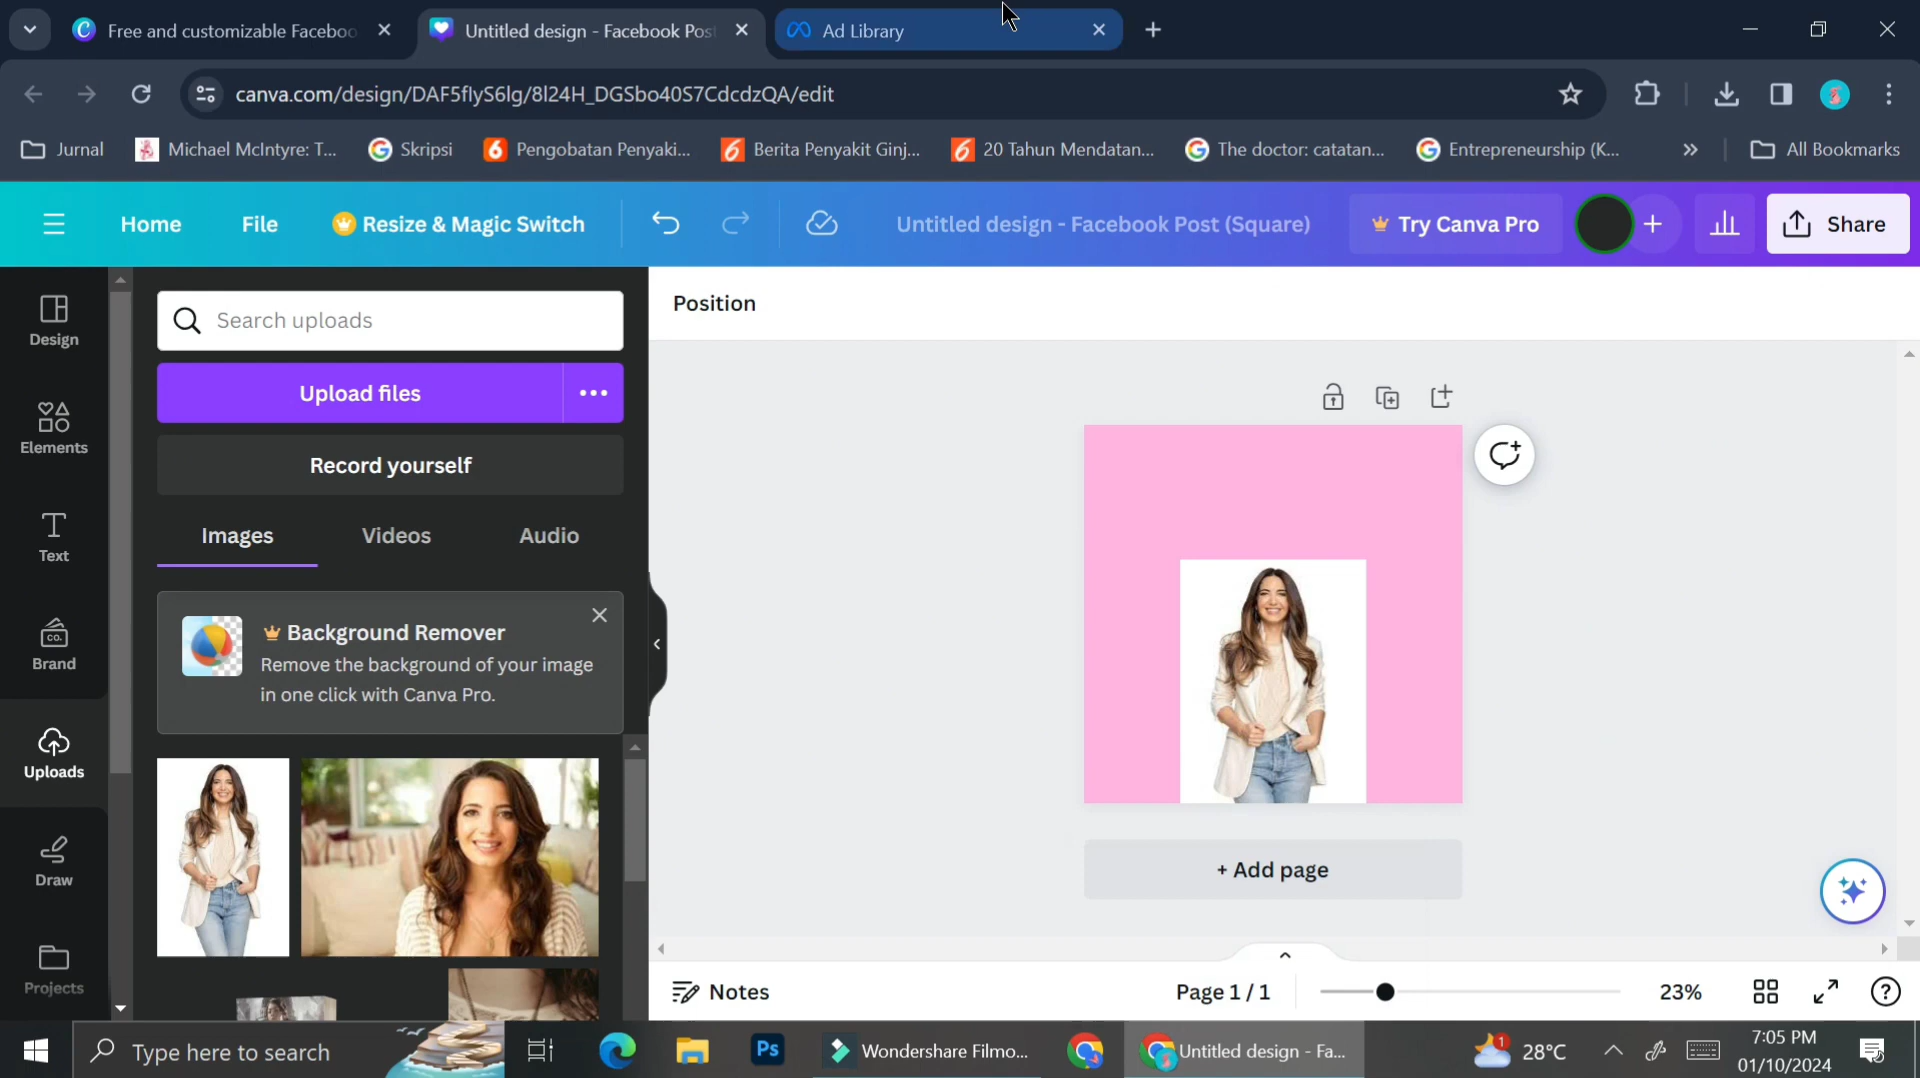 Free and customizable Faceboo
Untitled design - Facebook Post
Ad Library
canva.com/design/DAF5flyS6lg/8l24H_DGSbo40S7CdcdzQA/edit
Jurnal
Michael McIntyre: T...
Skripsi
Pengobatan Penyaki...
Berita Penyakit Ginj...
20 Tahun Mendatan...
The doctor: catatan...
Entrepreneurship (K...
All Bookmarks
Home
File
Resize & Magic Switch
Untitled design - Facebook Post (Square)
Try Canva Pro
Share
Design
Elements
Text
CO.
Brand
Uploads
Draw
Projects
Search uploads
Upload files
Record yourself
Images
Videos
Audio
Background Remover
Remove the background of your image
in one click with Canva Pro.
Position
+ Add page
Notes
Page 1 / 1
23%
Type here to search
Ps
Wondershare Filmo...
Untitled design - Fa...
1
28°C
7:05 PM
01/10/2024